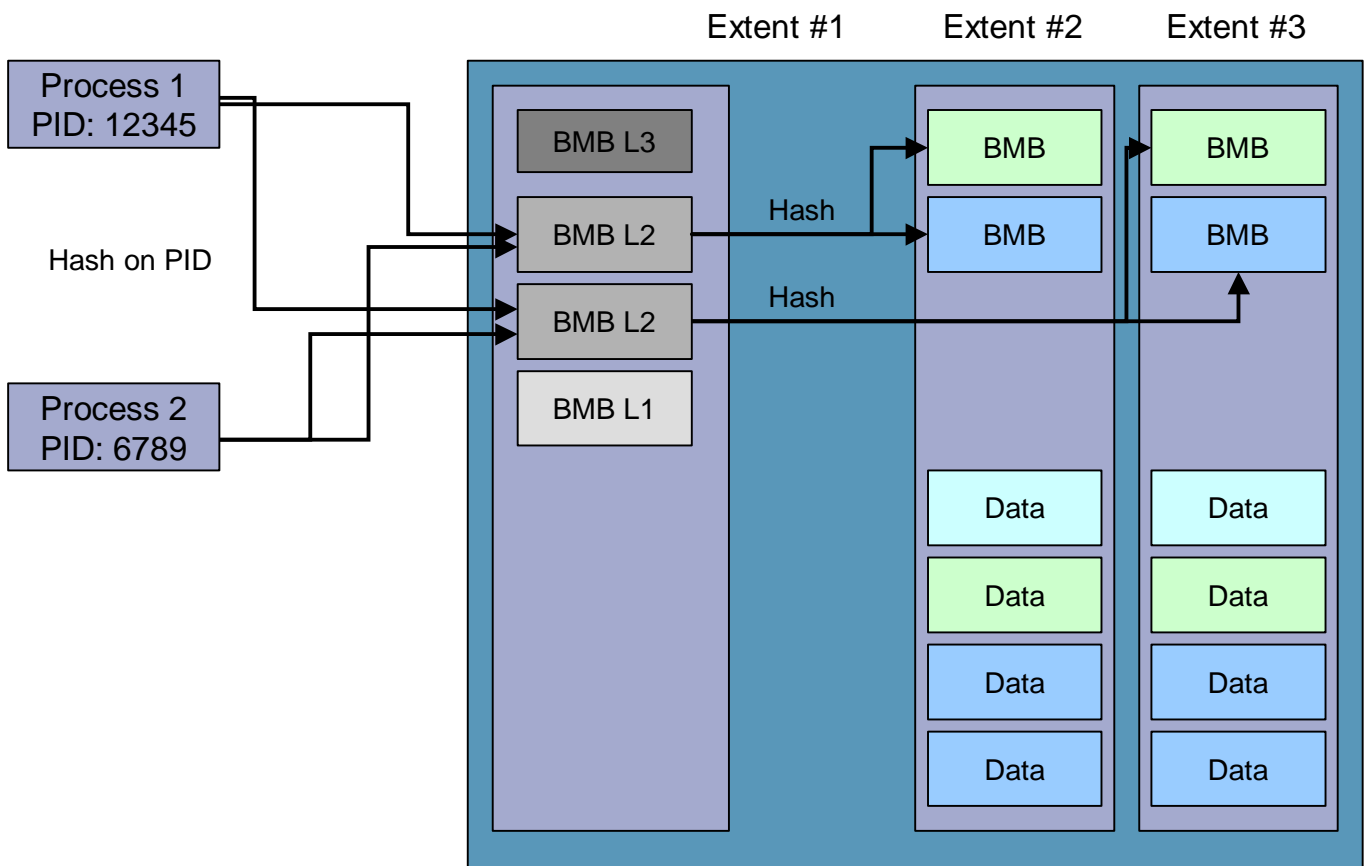 Extent #1
Extent #2
Extent #3
Process 1
PID: 12345
Hash on PID
Process 2
PID: 6789
BMB L3
BMB L2
BMB L2
BMB L1
Hash
Hash
BMB
BMB
Data
Data
Data
Data
BMB
BMB
Data
Data
Data
Data